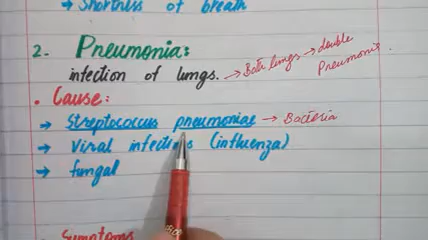 → Shortness of breath
2. Pneumonia:
infection of lungs. → Both lungs → double Pneumonia.
• Cause:
→ Streptococcus pneumoniae → Bacteria
→ Viral infections (influenza)
→ fungal
Symptoms